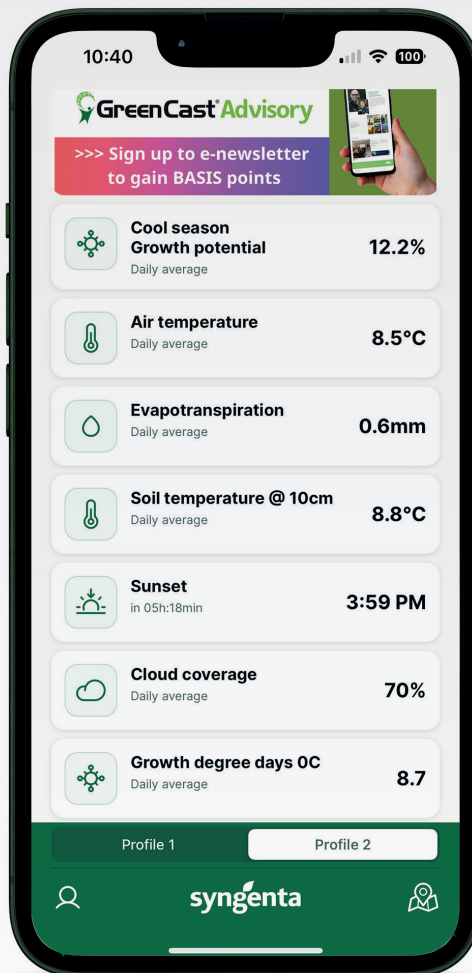 10:40
100
GreenCast® Advisory
>>> Sign up to e-newsletter
to gain BASIS points
Cool season
Growth potential
Daily average
12.2%
Air temperature
Daily average
8.5°C
Evapotranspiration
Daily average
0.6mm
Soil temperature @ 10cm
Daily average
8.8°C
Sunset
in 05h:18min
3:59 PM
Cloud coverage
Daily average
70%
Growth degree days 0C
Daily average
8.7
Profile 1
Profile 2
syngenta